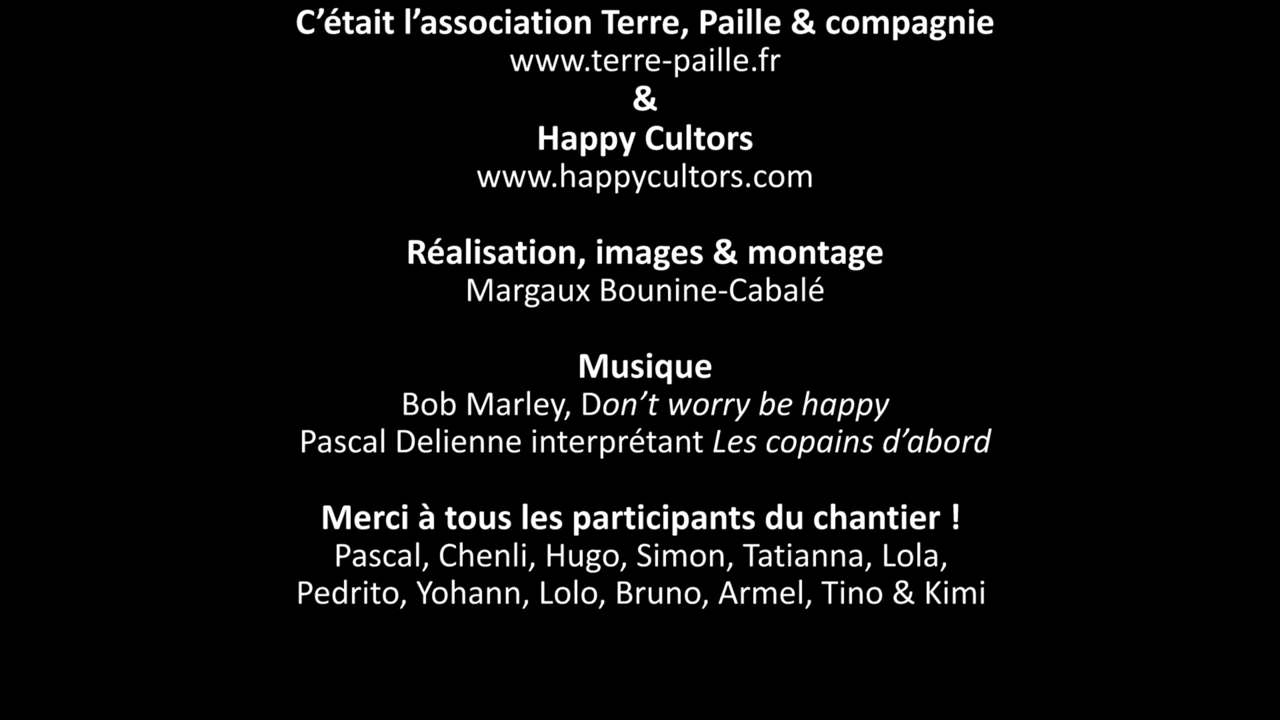 C’était l’association Terre, Paille & compagnie
www.terre-paille.fr
&
Happy Cultors
www.happycultors.com
Réalisation, images & montage
Margaux Bounine-Cabalé
Musique
Bob Marley, Don’t worry be happy
Pascal Delienne interprétant Les copains d’abord
Merci à tous les participants du chantier !
Pascal, Chenli, Hugo, Simon, Tatianna, Lola,
Pedrito, Yohann, Lolo, Bruno, Armel, Tino & Kimi